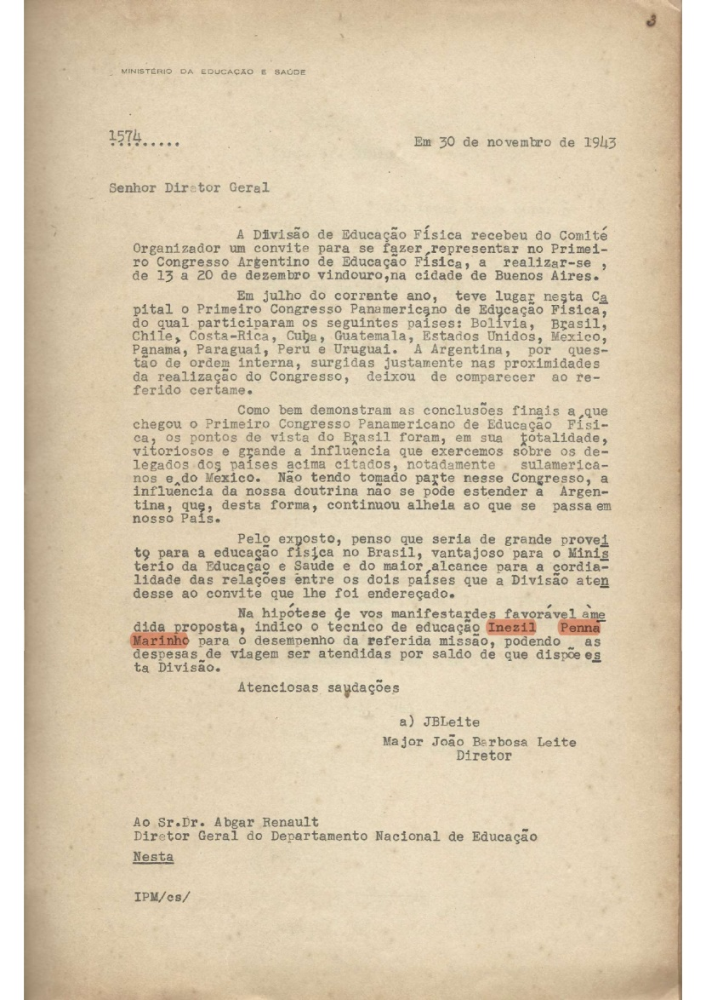 3
MINISTÉRIO DA EDUCAÇÃO E SAÚDE
1574.....
Em 30 de novembro de 1943
Senhor Diretor Geral
A Divisão de Educação Física recebeu do Comité
Organizador um convite para se fazer representar no Primei-
ro Congresso Argentino de Educação Física, a realizar-se ,
de 13 a 20 de dezembro vindouro,na cidade de Buenos Aires.
Em julho do corrente ano, teve lugar nesta Ca
pital o Primeiro Congresso Panamericano de Educação Física,
do qual participaram os seguintes países: Bolívia, Brasil,
Chile, Costa-Rica, Cuba, Guatemala, Estados Unidos, Mexico,
Panama, Paraguai, Peru e Uruguai. A Argentina, por ques-
tão de ordem interna, surgidas justamente nas proximidades
da realização do Congresso, deixou de comparecer ao re-
ferido certame.
Como bem demonstram as conclusões finais a que
chegou o Primeiro Congresso Panamericano de Educação Físi-
ca, os pontos de vista do Brasil foram, em sua totalidade,
vitoriosos e grande a influência que exercemos sôbre os de-
legados dos países acima citados, notadamente sulamerica-
nos e do Mexico. Não tendo tomado parte nesse Congresso, a
influência da nossa doutrina não se pôde estender à Argen-
tina, que, desta forma, continuou alheia ao que se passa em
nosso País.
Pelo exposto, penso que seria de grande provei
to para a educação física no Brasil, vantajoso para o Minis
tério da Educação e Saude e do maior alcance para a cordia-
lidade das relações entre os dois países que a Divisão aten
desse ao convite que lhe foi endereçado.
Na hipótese de vos manifestardes favorável à me
dida proposta, indico o técnico de educação Inezil Penna
Marinho para o desempenho da referida missão, podendo as
despesas de viagem ser atendidas por saldo de que dispõe es
ta Divisão.
Atenciosas saudações
a) JBLeite
Major João Barbosa Leite
Diretor
Ao Sr.Dr. Abgar Renault
Diretor Geral do Departamento Nacional de Educação
Nesta
IPM/cs/